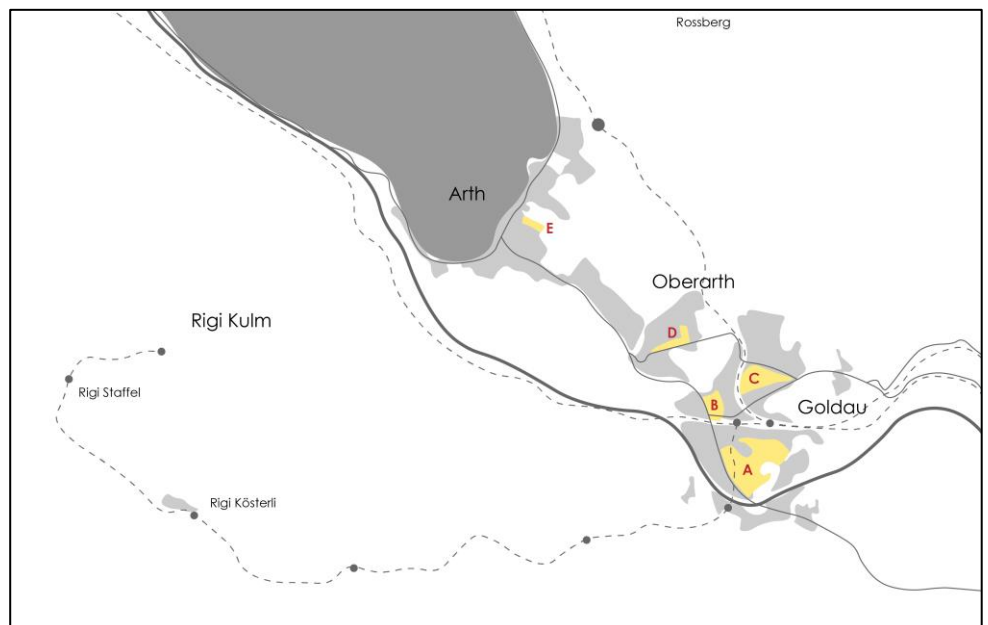 Rossberg
Arth
E
Oberarth
Rigi Kulm
D
Rigi Staffel
C
B
Goldau
A
Rigi Kösterli